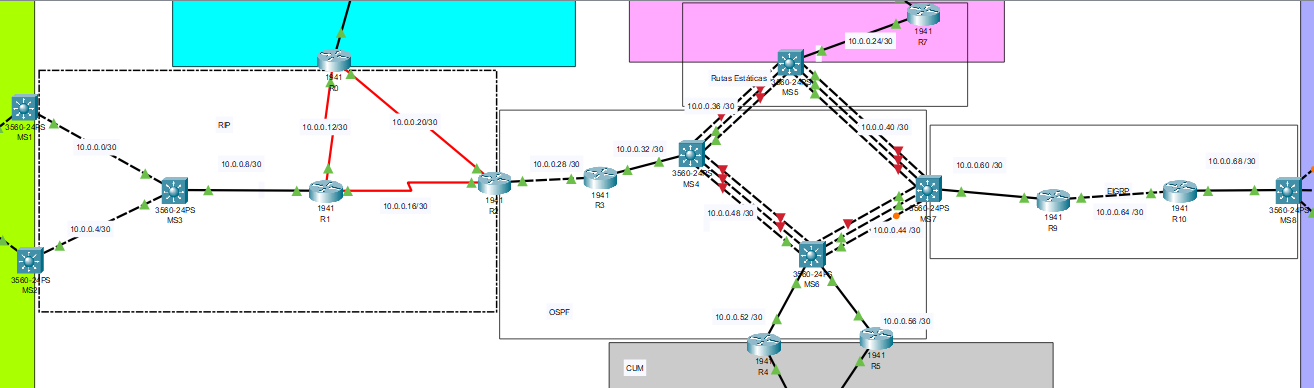 10.0.0.24/30
1941
R7
1941
R0
Rutas Estáticas
3560-24PS
MS5
10.0.0.36 /30
3560-24PS
MS1
RIP
10.0.0.12/30
10.0.0.20/30
10.0.0.40 /30
10.0.0.0/30
10.0.0.8/30
10.0.0.28 /30
10.0.0.32 /30
3560-24PS
MS4
10.0.0.60 /30
10.0.0.68 /30
3560-24PS
MS3
1941
R1
10.0.0.16/30
1941
R2
1941
R3
3560-24PS
MS7
EIGRP
1941
R9
10.0.0.64 /30
1941
R10
3560-24PS
MS8
10.0.0.48 /30
10.0.0.4/30
10.0.0.44 /30
3560-24PS
MS2
3560-24PS
MS6
OSPF
10.0.0.52 /30
10.0.0.56 /30
R4
1941
R5
CUM